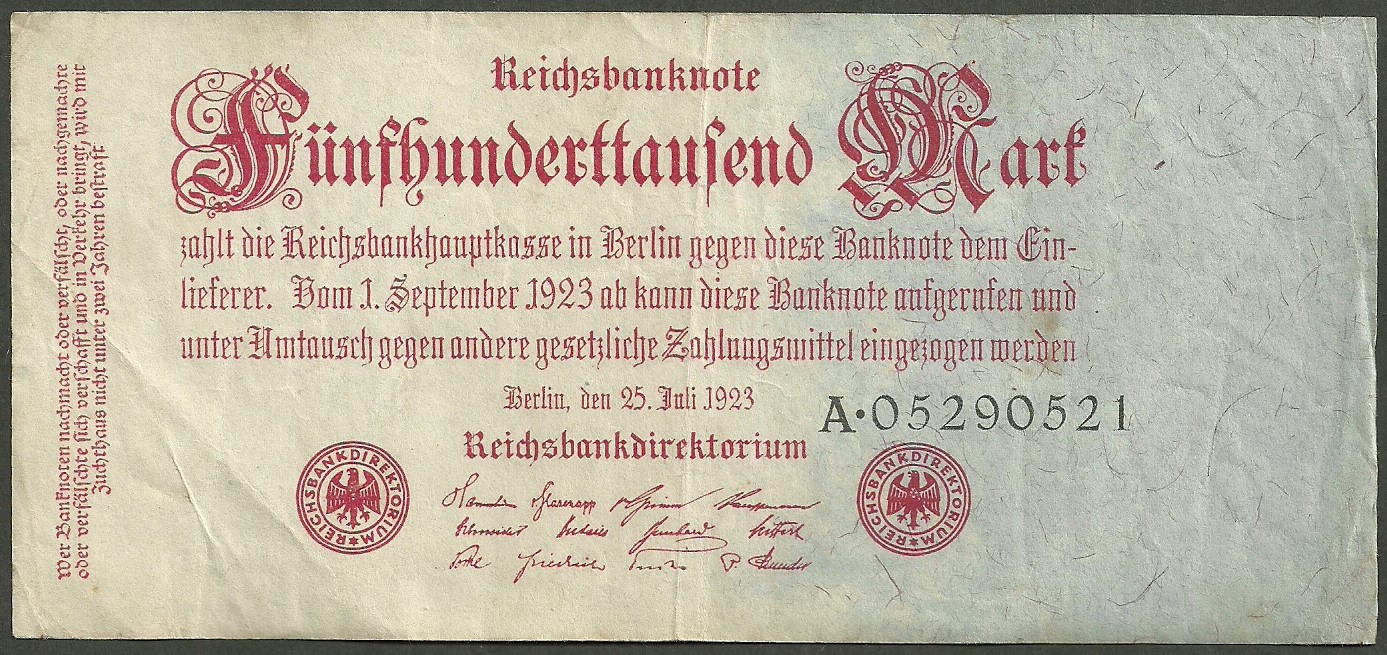 Reichsbanknote
Fünfhunderttausend Mark
zahlt die Reichsbankhauptkasse in Berlin gegen diese Banknote dem Ein-
lieferer. Vom 1. September 1923 ab kann diese Banknote aufgerufen und
unter Umtausch gegen andere gesetzliche Zahlungsmittel eingezogen werden
Berlin, den 25. Juli 1923
A·05290521
Reichsbankdirektorium
REICHSBANKDIREKTORIUM
REICHSBANKDIREKTORIUM
Wer Banknoten nachmacht oder verfälscht, oder nachgemachte
oder verfälschte sich verschafft und in Verkehr bringt, wird mit
Zuchthaus nicht unter zwei Jahren bestraft